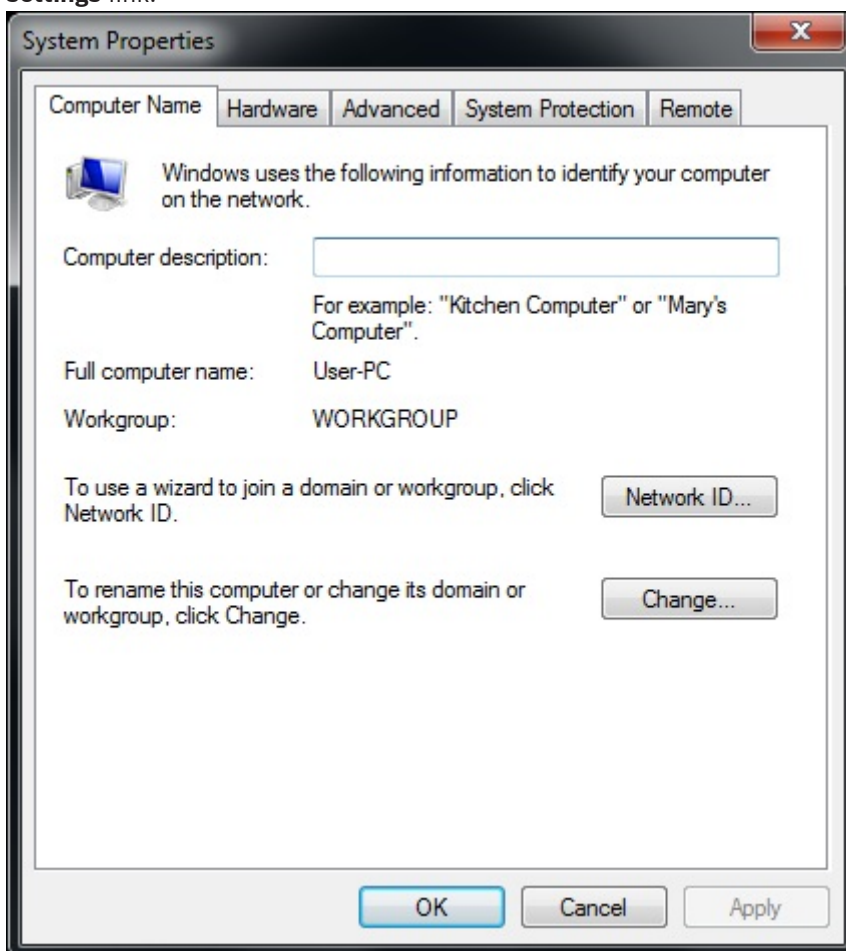 Settings link.
System Properties
Computer Name Hardware Advanced System Protection Remote
Windows uses the following information to identify your computer
on the network.
Computer description:
For example: "Kitchen Computer" or "Mary's
Computer".
Full computer name: User-PC
Workgroup: WORKGROUP
To use a wizard to join a domain or workgroup, click
Network ID.
Network ID...
To rename this computer or change its domain or
workgroup, click Change.
Change...
OK Cancel Apply